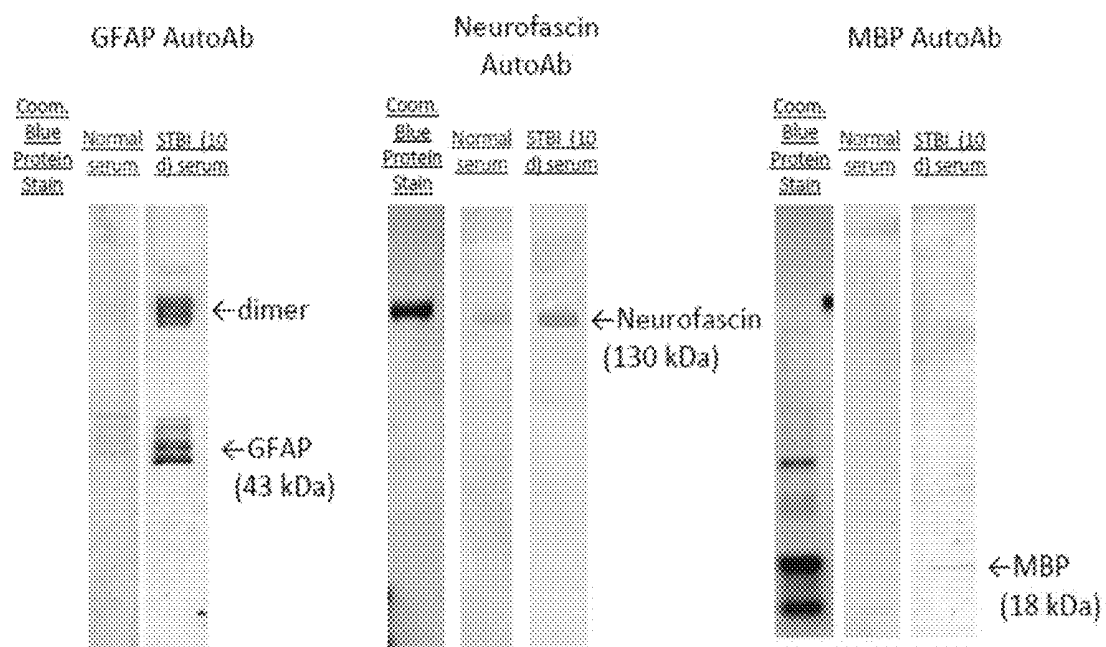 GFAP AutoAb
Coom.
Blue
Protein
Stain
Normal
serum
STBI (10
d) serum
←dimer
←GFAP
(43 kDa)
Neurofascin
AutoAb
Coom.
Blue
Protein
Stain
Normal
serum
STBI (10
d) serum
←Neurofascin
(130 kDa)
MBP AutoAb
Coom.
Blue
Protein
Stain
Normal
serum
STBI (10
d) serum
←MBP
(18 kDa)